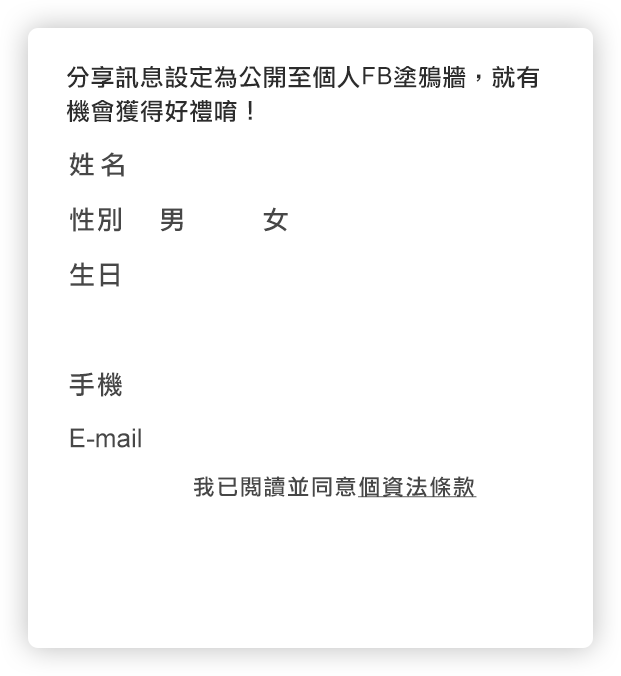 分享訊息設定為公開至個人FB塗鴉牆，就有
機會獲得好禮唷！
姓名
性別 男 女
生日
手機
E-mail
我已閱讀並同意個資法條款